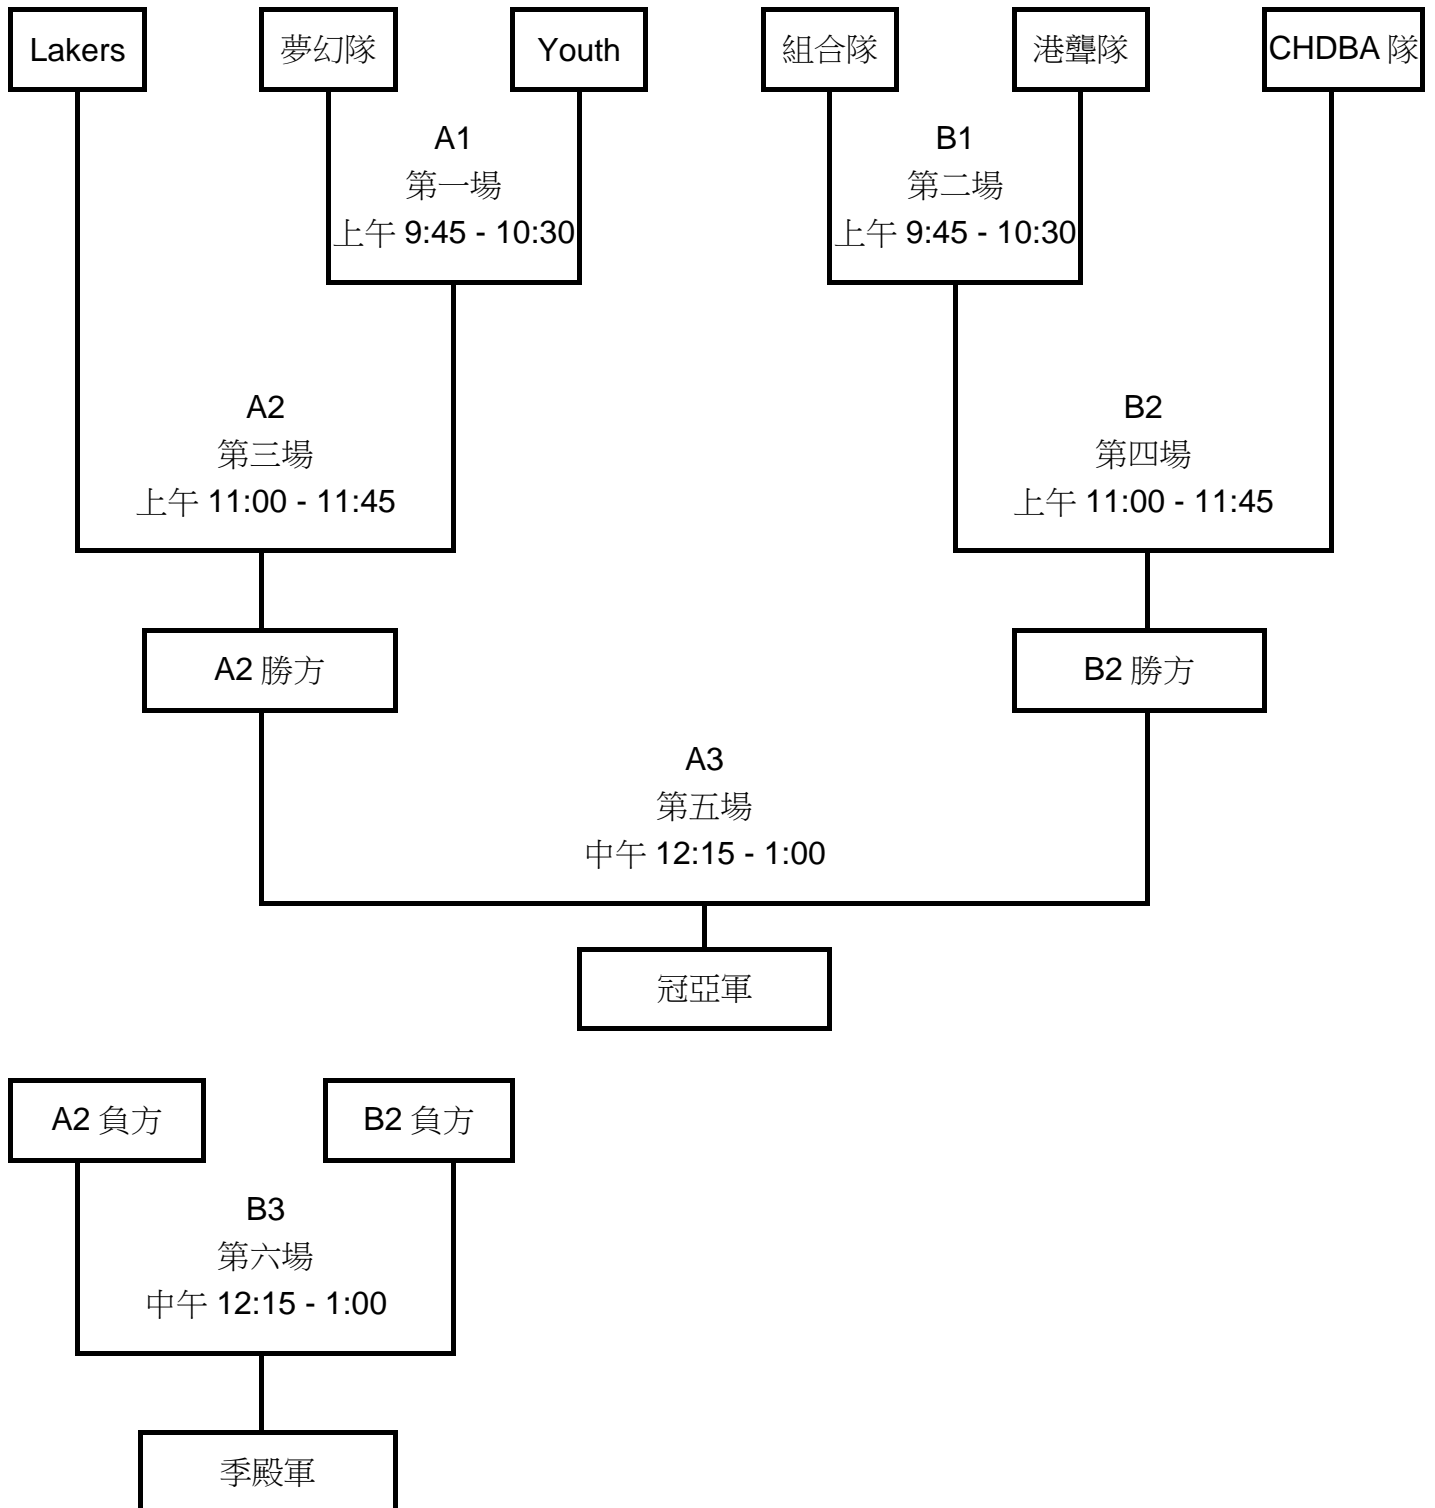 Lakers
夢幻隊
Youth
組合隊
港聾隊
CHDBA 隊
A1
第一場
上午 9:45 - 10:30
B1
第二場
上午 9:45 - 10:30
A2
第三場
上午 11:00 - 11:45
B2
第四場
上午 11:00 - 11:45
A2 勝方
B2 勝方
A3
第五場
中午 12:15 - 1:00
冠亞軍
A2 負方
B2 負方
B3
第六場
中午 12:15 - 1:00
季殿軍